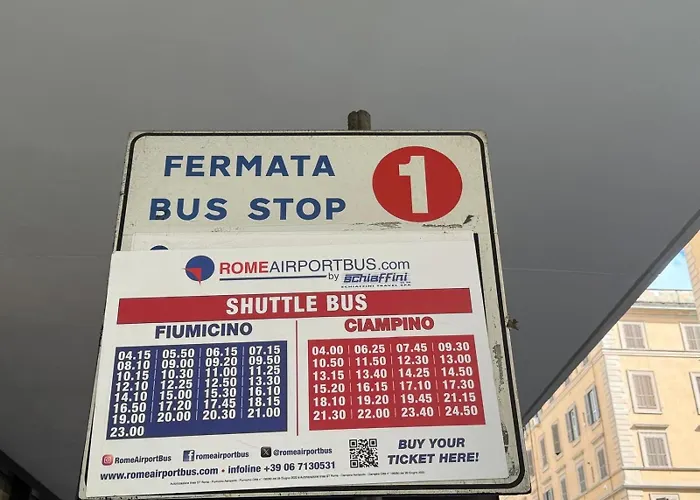 FERMATA
BUS STOP
1
ROMEAIRPORTBUS.com
by Schiaffini
SCHIAFFINI TRAVEL SPA
SHUTTLE BUS
FIUMICINO
04.15 05.50 06.15 07.15
08.10 09.00 09.20 09.50
10.15 10.30 11.00 11.25
12.10 12.25 12.50 13.30
14.10 15.00 15.30 16.10
16.50 17.20 18.10 19.00
19.00 20.00 20.30 21.00
23.00
CIAMPINO
04.00 06.25 07.45 09.30
10.50 11.50 12.30 13.00
13.15 13.40 14.25 14.50
15.20 16.15 17.10 17.30
18.10 19.20 19.45 21.15
21.30 22.00 23.40 24.50
RomeAirportBus romeairportbus @romeairportbus
www.romeairportbus.com • infoline +39 06 7130531
BUY YOUR
TICKET HERE!